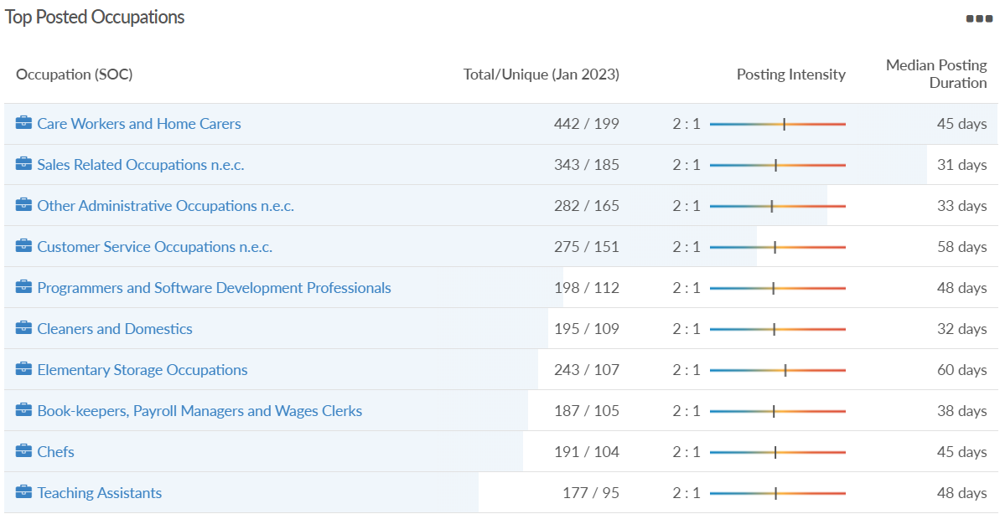 Top Posted Occupations
Occupation (SOC) Total/Unique (Jan 2023) Posting Intensity Median Posting Duration
Care Workers and Home Carers 442 / 199 2 : 1 45 days
Sales Related Occupations n.e.c. 343 / 185 2 : 1 31 days
Other Administrative Occupations n.e.c. 282 / 165 2 : 1 33 days
Customer Service Occupations n.e.c. 275 / 151 2 : 1 58 days
Programmers and Software Development Professionals 198 / 112 2 : 1 48 days
Cleaners and Domestics 195 / 109 2 : 1 32 days
Elementary Storage Occupations 243 / 107 2 : 1 60 days
Book-keepers, Payroll Managers and Wages Clerks 187 / 105 2 : 1 38 days
Chefs 191 / 104 2 : 1 45 days
Teaching Assistants 177 / 95 2 : 1 48 days